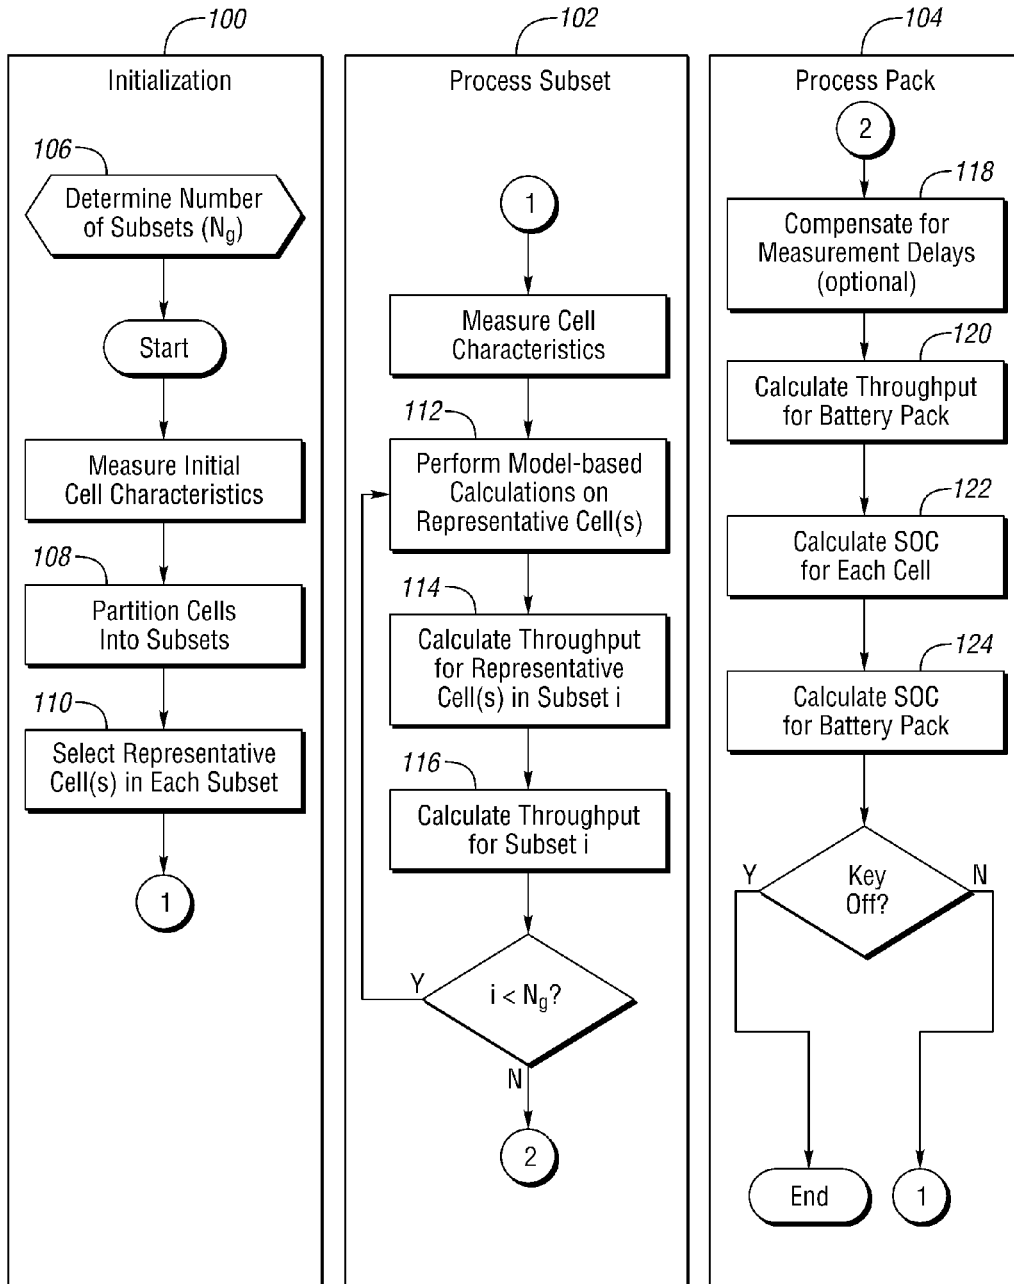 100
Initialization
106
Determine Number
of Subsets (Ng)
Start
Measure Initial
Cell Characteristics
108
Partition Cells
Into Subsets
110
Select Representative
Cell(s) in Each Subset
1
102
Process Subset
1
Measure Cell
Characteristics
112
Perform Model-based
Calculations on
Representative Cell(s)
114
Calculate Throughput
for Representative
Cell(s) in Subset i
116
Calculate Throughput
for Subset i
Y
i < Ng?
N
2
104
Process Pack
2
118
Compensate for
Measurement Delays
(optional)
120
Calculate Throughput
for Battery Pack
122
Calculate SOC
for Each Cell
124
Calculate SOC
for Battery Pack
Y
Key
Off?
N
End
1